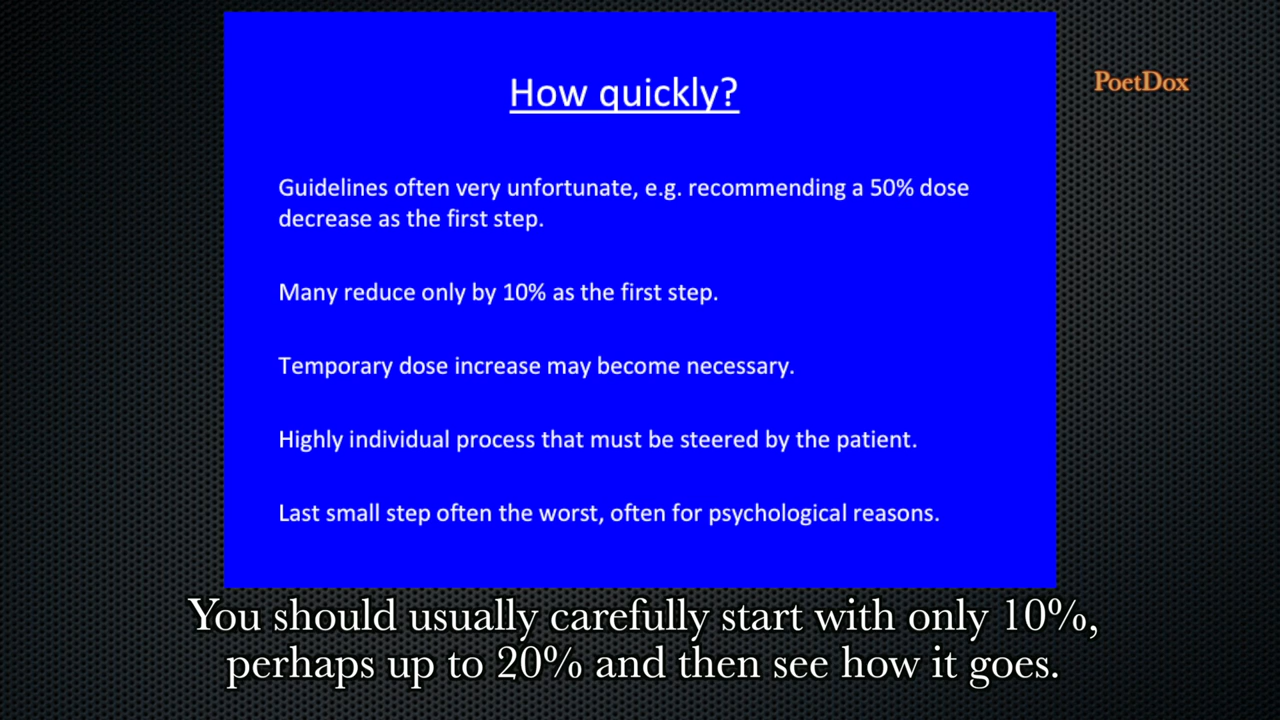 How quickly?
PoetDox
Guidelines often very unfortunate, e.g. recommending a 50% dose
decrease as the first step.
Many reduce only by 10% as the first step.
Temporary dose increase may become necessary.
Highly individual process that must be steered by the patient.
Last small step often the worst, often for psychological reasons.
You should usually carefully start with only 10%,
perhaps up to 20% and then see how it goes.